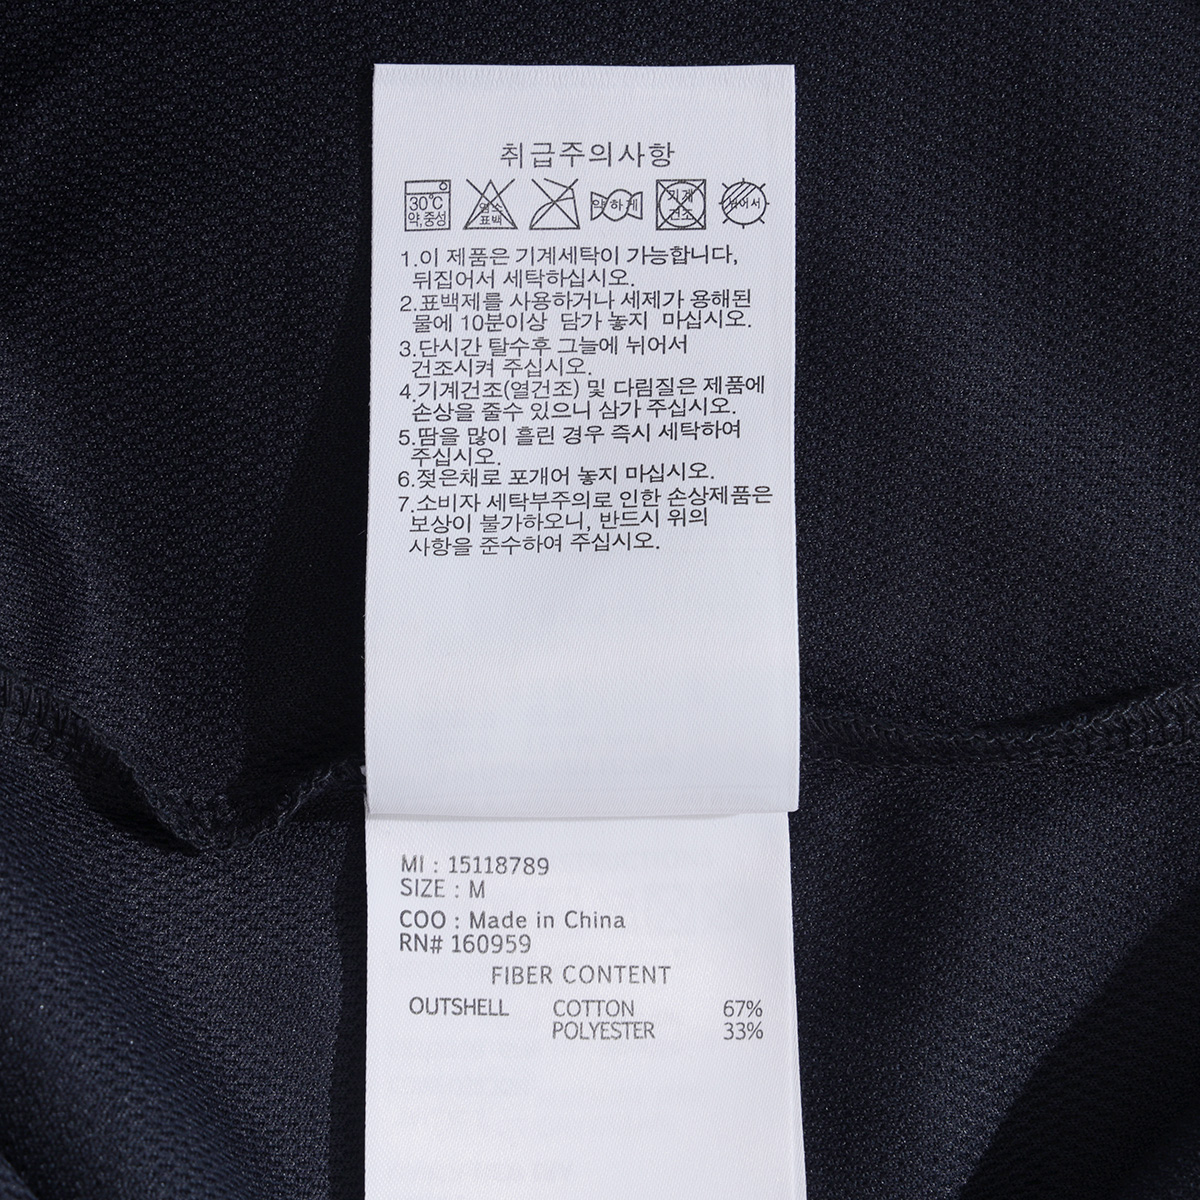 취급주의사항
30℃ 약,중성 염소 표백 약하게 기계 건조 뉘어서
1.이 제품은 기계세탁이 가능합니다,
뒤집어서 세탁하십시오.
2.표백제를 사용하거나 세제가 용해된
물에 10분이상 담가 놓지 마십시오.
3.단시간 탈수후 그늘에 뉘어서
건조시켜 주십시오.
4.기계건조(열건조) 및 다림질은 제품에
손상을 줄수 있으니 삼가 주십시오.
5.땀을 많이 흘린 경우 즉시 세탁하여
주십시오.
6.젖은채로 포개어 놓지 마십시오.
7.소비자 세탁부주의로 인한 손상제품은
보상이 불가하오니, 반드시 위의
사항을 준수하여 주십시오.
MI : 15118789
SIZE : M
COO : Made in China
RN# 160959
FIBER CONTENT
OUTSHELL COTTON 67%
POLYESTER 33%